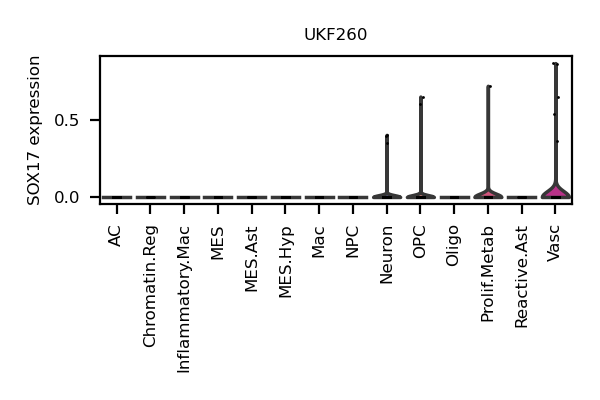 UKF260
SOX17 expression
0.5
0.0
AC
Chromatin.Reg
Inflammatory.Mac
MES
MES.Ast
MES.Hyp
Mac
NPC
Neuron
OPC
Oligo
Prolif.Metab
Reactive.Ast
Vasc